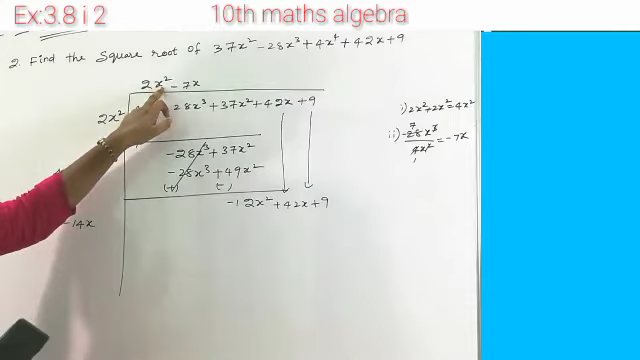 Ex:3.8 i 2
10th maths algebra
2. Find the Square root of 37x² - 28x³ + 4x⁴ + 42x + 9
2x² - 7x
2x²
- 28x³ + 37x² + 42x + 9
- 28x³ + 37x²
- 28x³ + 49x²
(+) (-)
- 14x
- 12x² + 42x + 9
i) 2x² + 2x² = 4x²
7
ii) -28x³ / 4x² = -7x
1